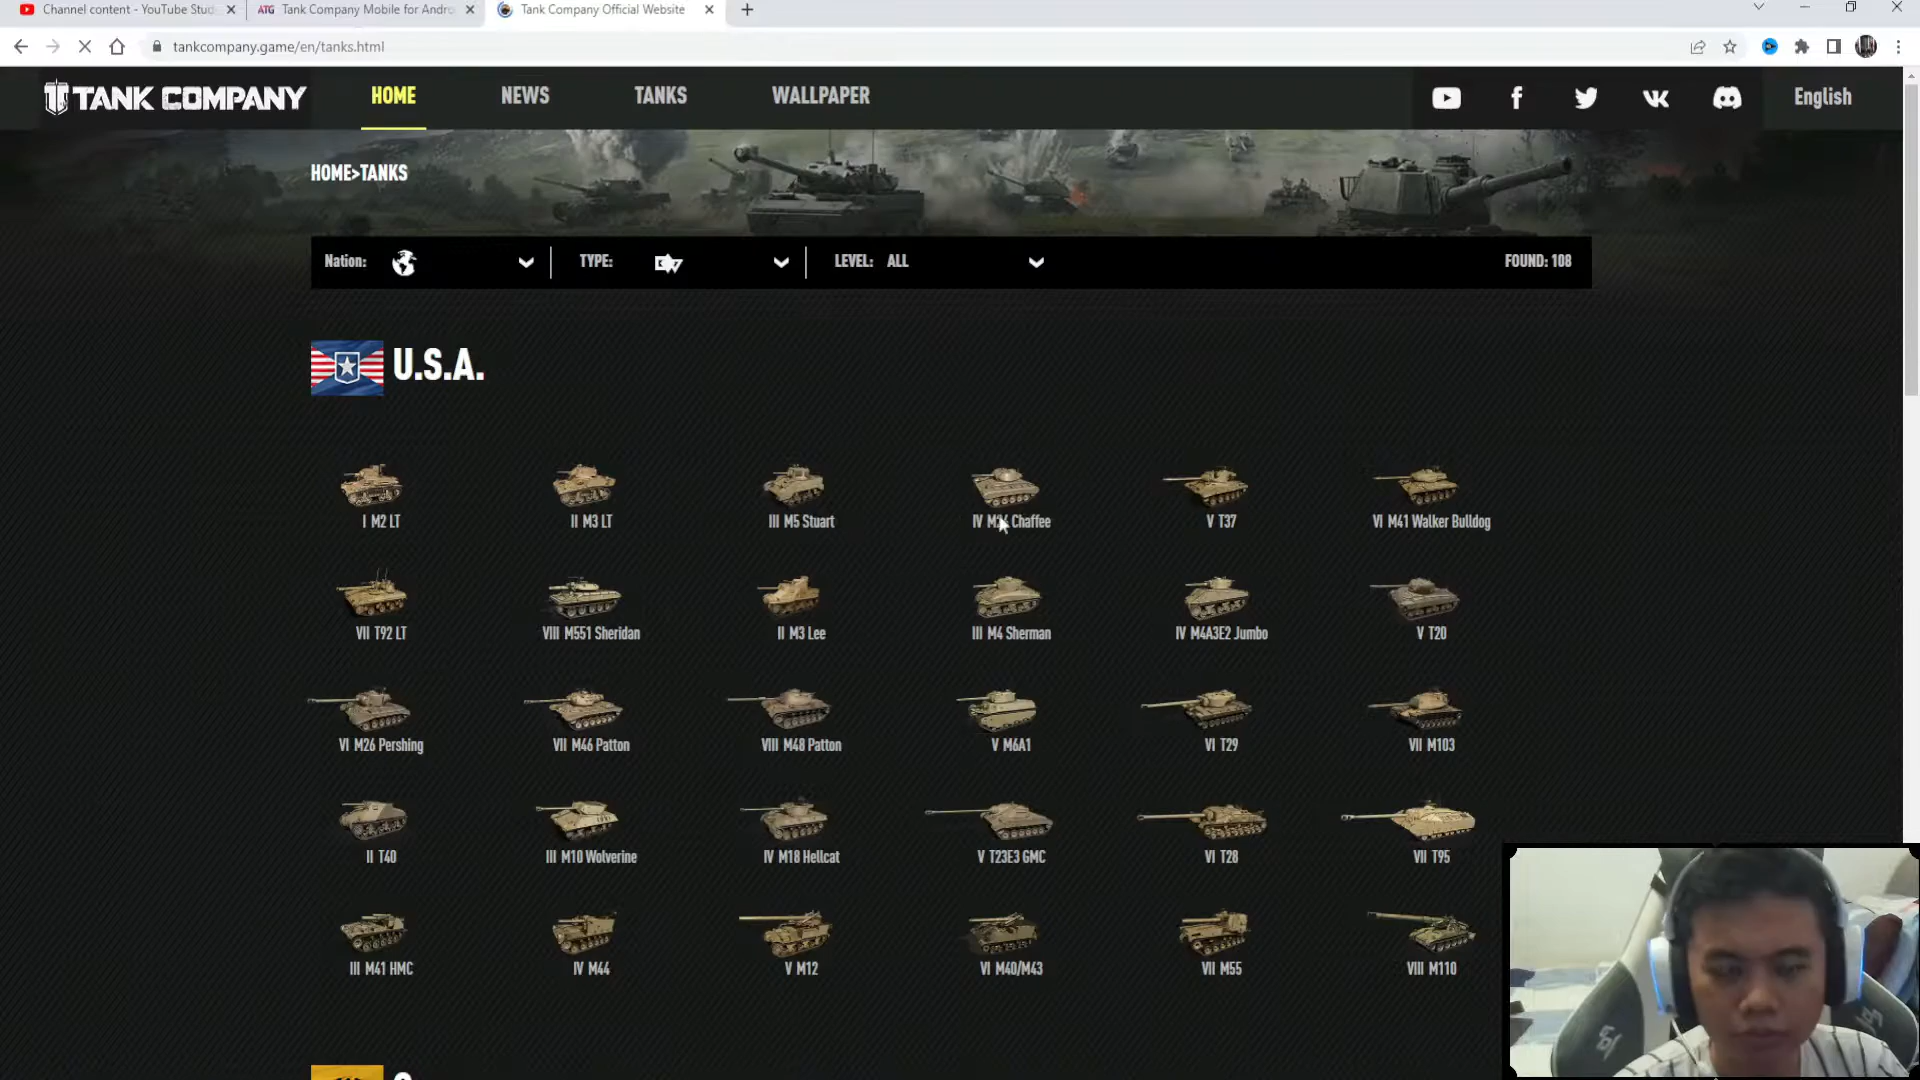 Channel content - YouTube Stud
ATG Tank Company Mobile for Andro
Tank Company Official Website
tankcompany.game/en/tanks.html
TANK COMPANY
HOME
NEWS
TANKS
WALLPAPER
English
HOME>TANKS
Nation:
TYPE:
LEVEL: ALL
FOUND: 108
U.S.A.
I M2 LT
II M3 LT
III M5 Stuart
IV M24 Chaffee
V T37
VI M41 Walker Bulldog
VII T92 LT
VIII M551 Sheridan
II M3 Lee
III M4 Sherman
IV M4A3E2 Jumbo
V T20
VI M26 Pershing
VII M46 Patton
VIII M48 Patton
V M6A1
VI T29
VII M103
II T40
III M10 Wolverine
IV M18 Hellcat
V T23E3 GMC
VI T28
VII T95
III M41 HMC
IV M44
V M12
VI M40/M43
VII M55
VIII M110